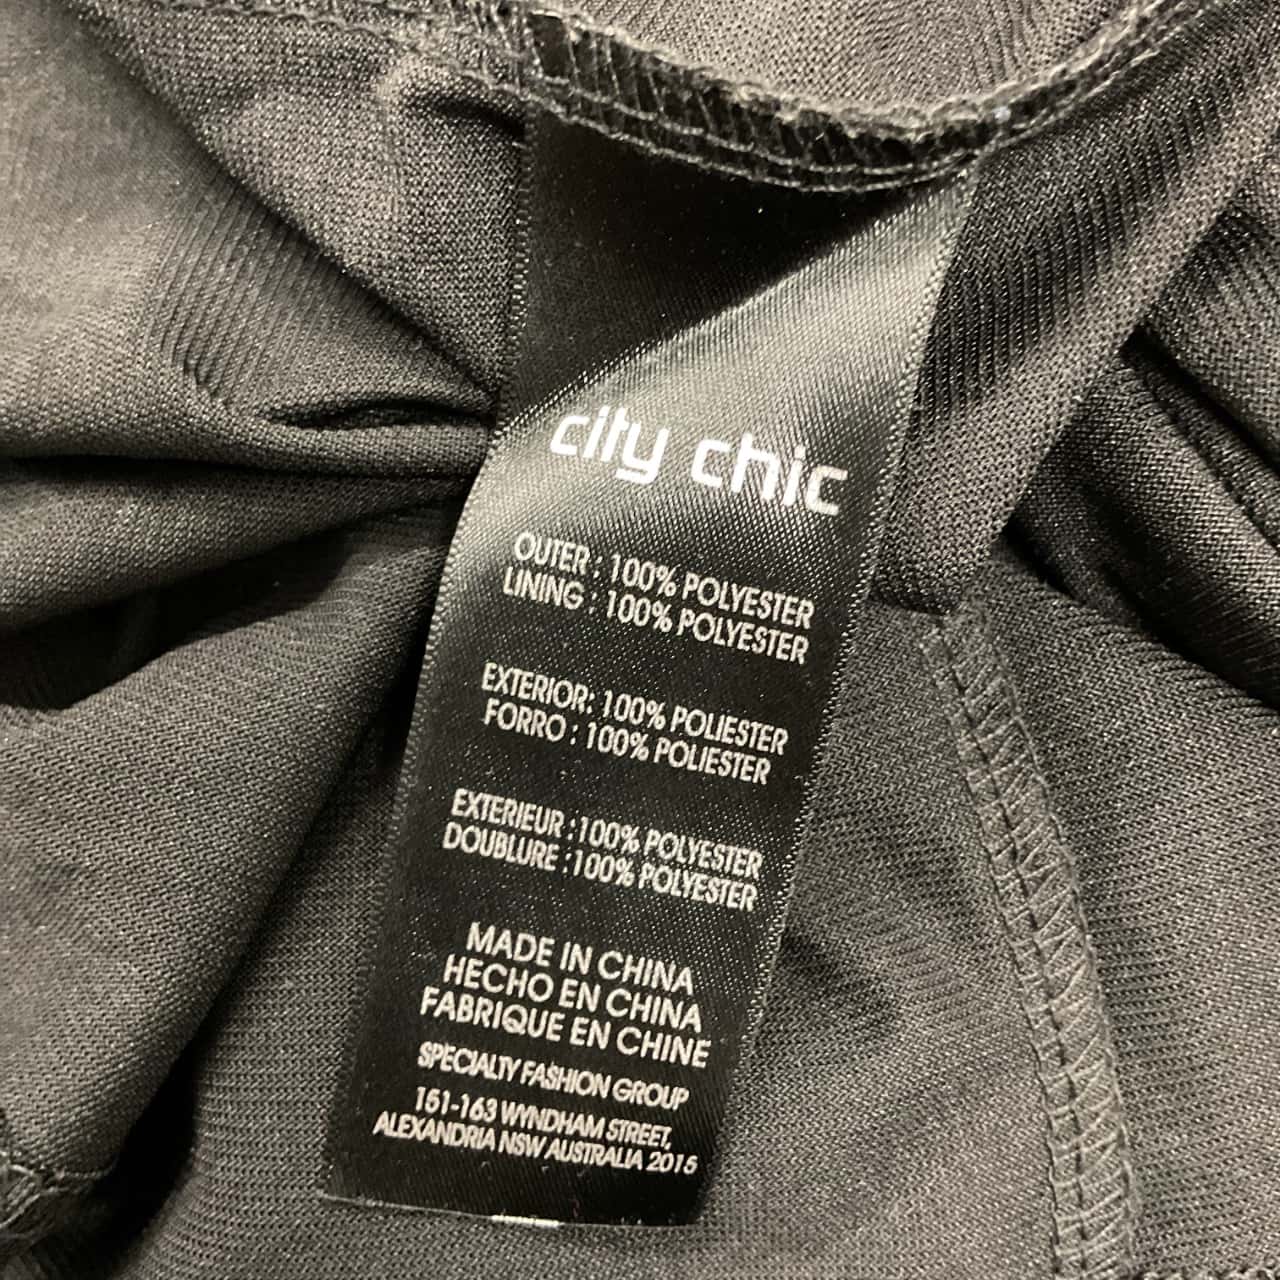 city chic
OUTER : 100% POLYESTER
LINING : 100% POLYESTER
EXTERIOR: 100% POLIESTER
FORRO : 100% POLIESTER
EXTERIEUR :100% POLYESTER
DOUBLURE :100% POLYESTER
MADE IN CHINA
HECHO EN CHINA
FABRIQUE EN CHINE
SPECIALTY FASHION GROUP
151-163 WYNDHAM STREET,
ALEXANDRIA NSW AUSTRALIA 2015